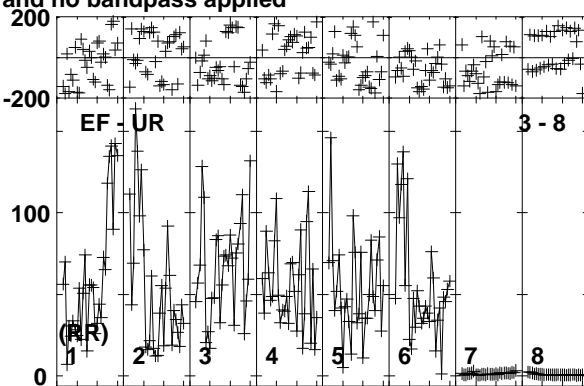 and no bandpass applied
200
-200
EF - UR 3 - 8
100
(RR)
1 2 3 4 5 6 7 8
0